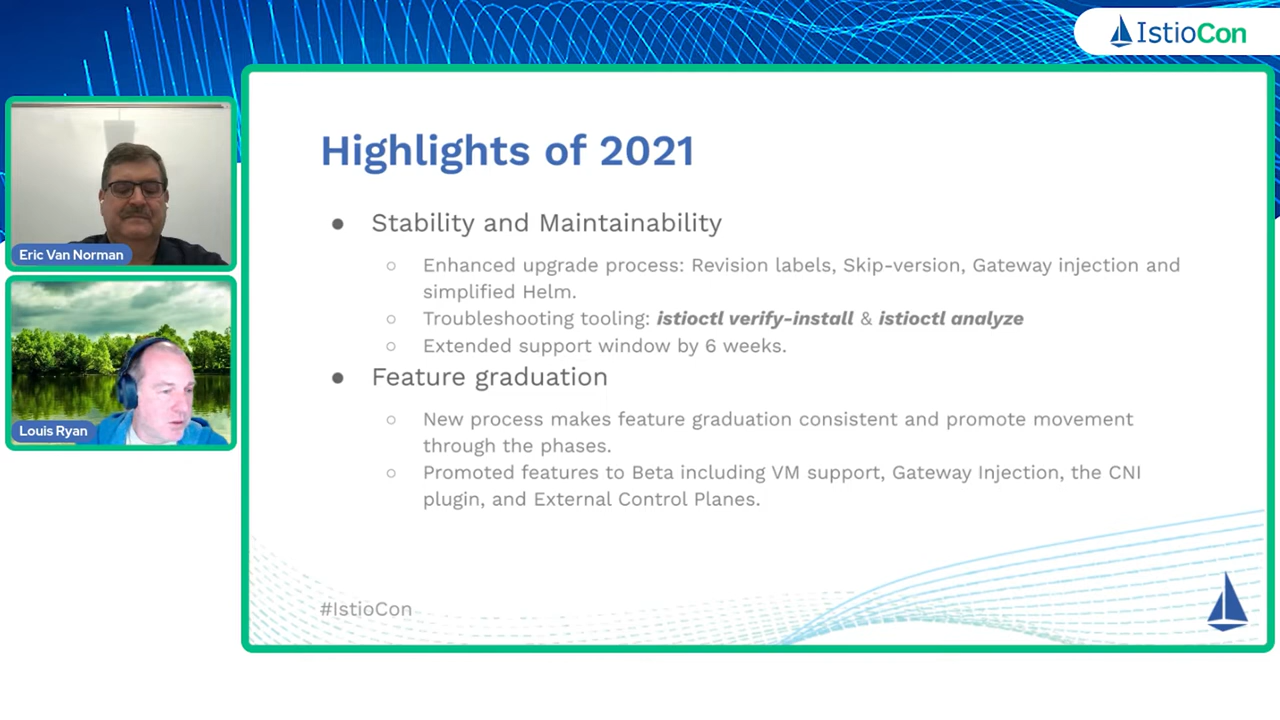 IstioCon
Highlights of 2021
● Stability and Maintainability
○ Enhanced upgrade process: Revision labels, Skip-version, Gateway injection and
simplified Helm.
○ Troubleshooting tooling: istioctl verify-install & istioctl analyze
○ Extended support window by 6 weeks.
● Feature graduation
○ New process makes feature graduation consistent and promote movement
through the phases.
○ Promoted features to Beta including VM support, Gateway Injection, the CNI
plugin, and External Control Planes.
#IstioCon
Eric Van Norman
Louis Ryan